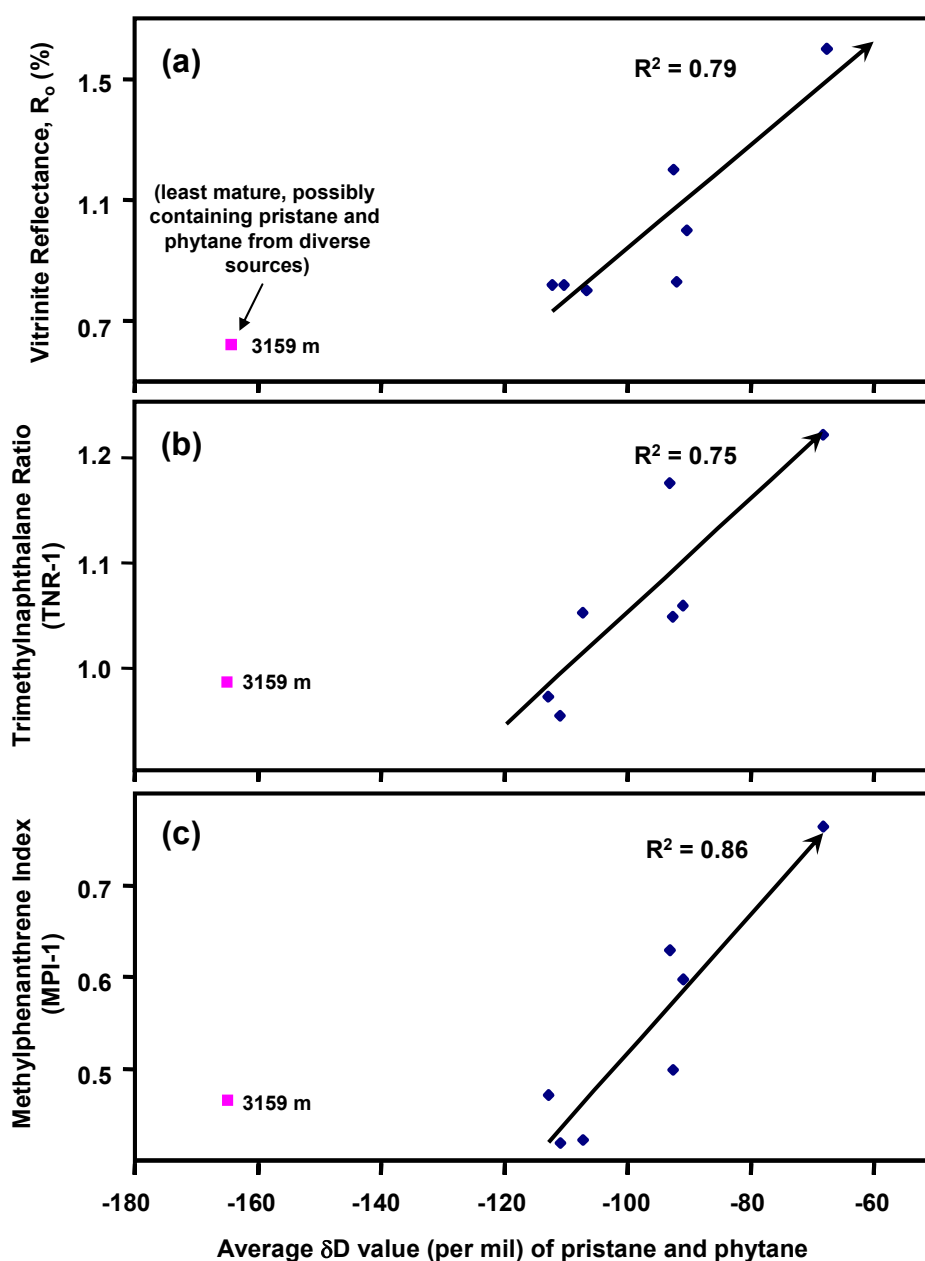 (a)
R² = 0.79
Vitrinite Reflectance, Rₒ (%)
1.5
1.1
0.7
(least mature, possibly
containing pristane and
phytane from diverse
sources)
3159 m
(b)
R² = 0.75
Trimethylnaphthalane Ratio
(TNR-1)
1.2
1.1
1.0
3159 m
(c)
R² = 0.86
Methylphenanthrene Index
(MPI-1)
0.7
0.6
0.5
3159 m
-180 -160 -140 -120 -100 -80 -60
Average δD value (per mil) of pristane and phytane